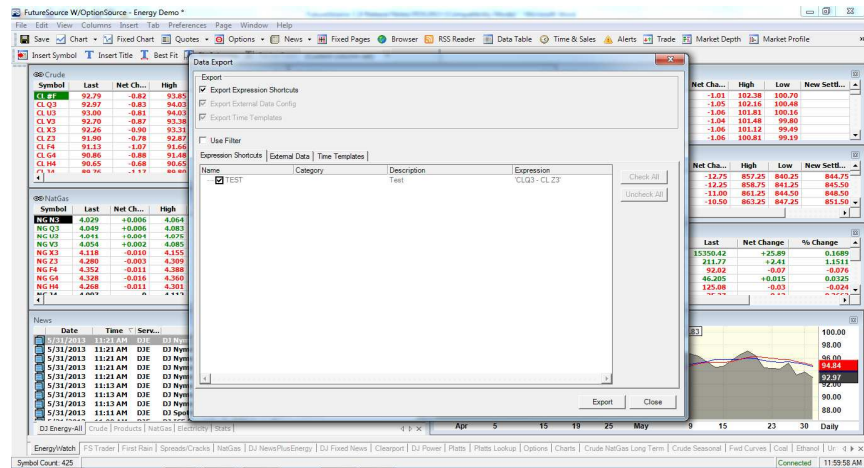 FutureSource W/OptionSource - Energy Demo *
File Edit View Columns Insert Tab Preferences Page Window Help
Save Chart Fixed Chart Quotes Options News Fixed Pages Browser RSS Reader Data Table Time & Sales Alerts Trade Market Depth Market Profile
Insert Symbol Insert Title Best Fit
Data Export
Export
Export Expression Shortcuts
Export External Data Config
Export Time Templates
Use Filter
Expression Shortcuts External Data Time Templates
Name Category Description Expression
TEST Test 'CLQ3 - CL Z3'
Check All
Uncheck All
Export Close
Crude
Symbol Last Net Ch... High
CL #F 92.79 -0.82 93.85
CL Q3 92.97 -0.83 94.03
CL U3 93.00 -0.81 94.03
CL V3 92.70 -0.87 93.38
CL X3 92.26 -0.90 93.31
CL Z3 91.90 -0.78 92.87
CL F4 91.13 -1.07 91.66
CL G4 90.86 -0.88 91.48
CL H4 90.65 -0.68 90.65
NatGas
Symbol Last Net Ch... High
NG N3 4.029 +0.006 4.064
NG Q3 4.049 +0.006 4.083
NG U3 4.041 +0.004 4.075
NG V3 4.054 +0.002 4.085
NG X3 4.118 -0.010 4.155
NG Z3 4.280 -0.003 4.309
NG F4 4.352 -0.011 4.388
NG G4 4.328 -0.016 4.360
NG H4 4.268 -0.011 4.301
News
Date Time Serv...
5/31/2013 11:21 AM DJE DJ Nym
5/31/2013 11:21 AM DJE DJ Nym
5/31/2013 11:21 AM DJE DJ Nym
5/31/2013 11:21 AM DJE DJ Nym
5/31/2013 11:21 AM DJE DJ Nym
5/31/2013 11:13 AM DJE DJ Nym
5/31/2013 11:13 AM DJE DJ Nym
5/31/2013 11:11 AM DJE DJ Spot
DJ Energy-All Crude Products NatGas Electricity Stats
Net Cha... High Low New Settl...
-1.01 102.38 100.70
-1.05 102.16 100.48
-1.06 101.81 100.16
-1.04 101.48 99.80
-1.06 101.12 99.49
-1.06 100.81 99.19
Net Cha... High Low New Settl...
-12.75 857.25 840.25 844.75
-12.25 858.75 841.25 845.50
-11.00 861.25 844.50 848.50
-10.50 863.25 847.25 851.50
Last Net Change % Change
15350.42 +25.89 0.1689
211.77 +2.41 1.1511
92.02 -0.07 -0.076
46.205 +0.015 0.0325
125.08 -0.03 -0.024
100.00
98.00
96.00
94.84
92.97
92.00
90.00
88.00
Apr 5 15 19 25 May 9 15 23 30 Daily
EnergyWatch FS Trader First Rain Spreads/Cracks NatGas DJ NewsPlusEnergy DJ Fixed News Clearport DJ Power Platts Platts Lookup Options Charts Crude NatGas Long Term Crude Seasonal Fwd Curves Coal Ethanol
Symbol Count: 425 Connected 11:59:58 AM